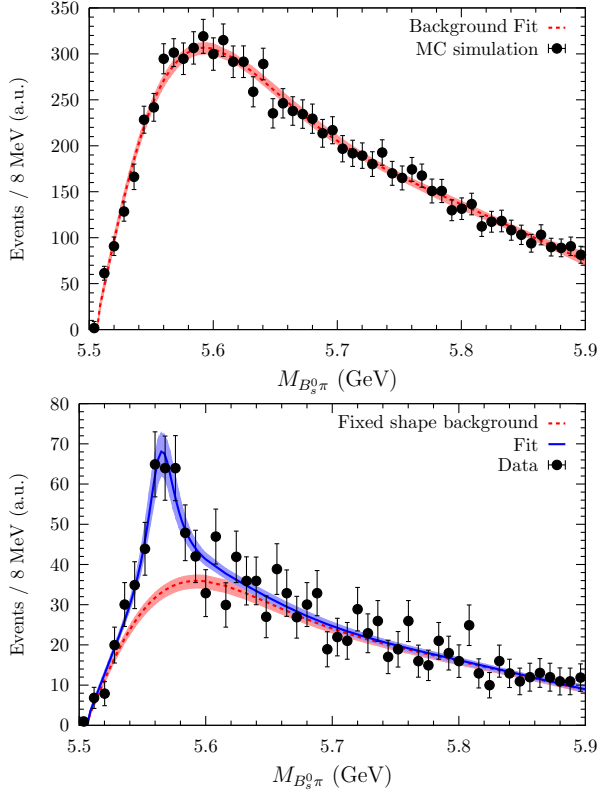 350
300
250
200
150
100
50
0
Events / 8 MeV (a.u.)
Background Fit
MC simulation
5.5 5.6 5.7 5.8 5.9
M_{B_s^0 π} (GeV)
80
70
60
50
40
30
20
10
0
Events / 8 MeV (a.u.)
Fixed shape background
Fit
Data
5.5 5.6 5.7 5.8 5.9
M_{B_s^0 π} (GeV)